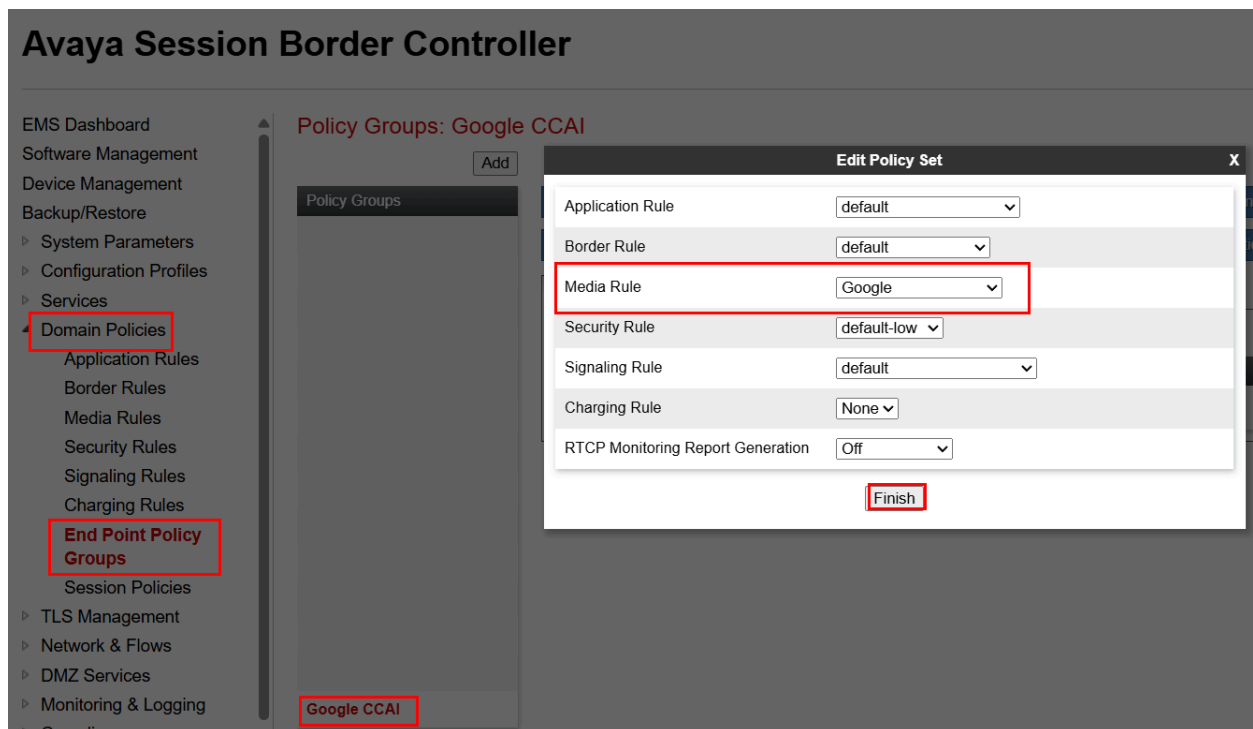 Avaya Session Border Controller
EMS Dashboard
Software Management
Device Management
Backup/Restore
System Parameters
Configuration Profiles
Services
Domain Policies
Application Rules
Border Rules
Media Rules
Security Rules
Signaling Rules
Charging Rules
End Point Policy
Groups
Session Policies
TLS Management
Network & Flows
DMZ Services
Monitoring & Logging
Policy Groups: Google CCAI
Add
Policy Groups
Google CCAI
Edit Policy Set X
Application Rule default
Border Rule default
Media Rule Google
Security Rule default-low
Signaling Rule default
Charging Rule None
RTCP Monitoring Report Generation Off
Finish